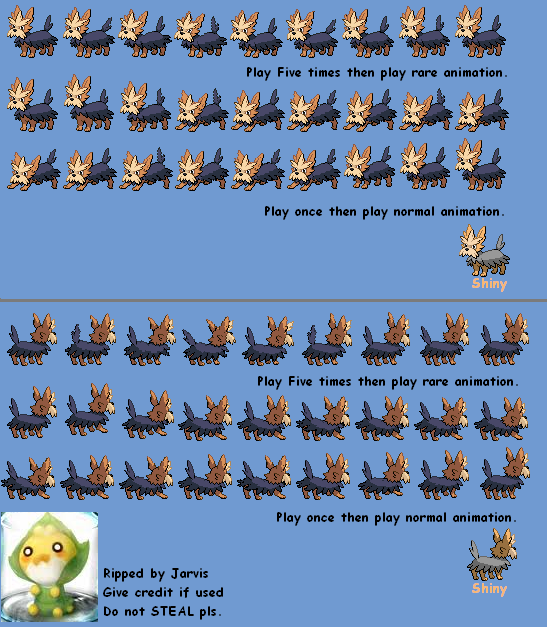 Play Five times then play rare animation.
Play once then play normal animation.
Shiny
Play Five times then play rare animation.
Play once then play normal animation.
Shiny
Ripped by Jarvis
Give credit if used
Do not STEAL pls.